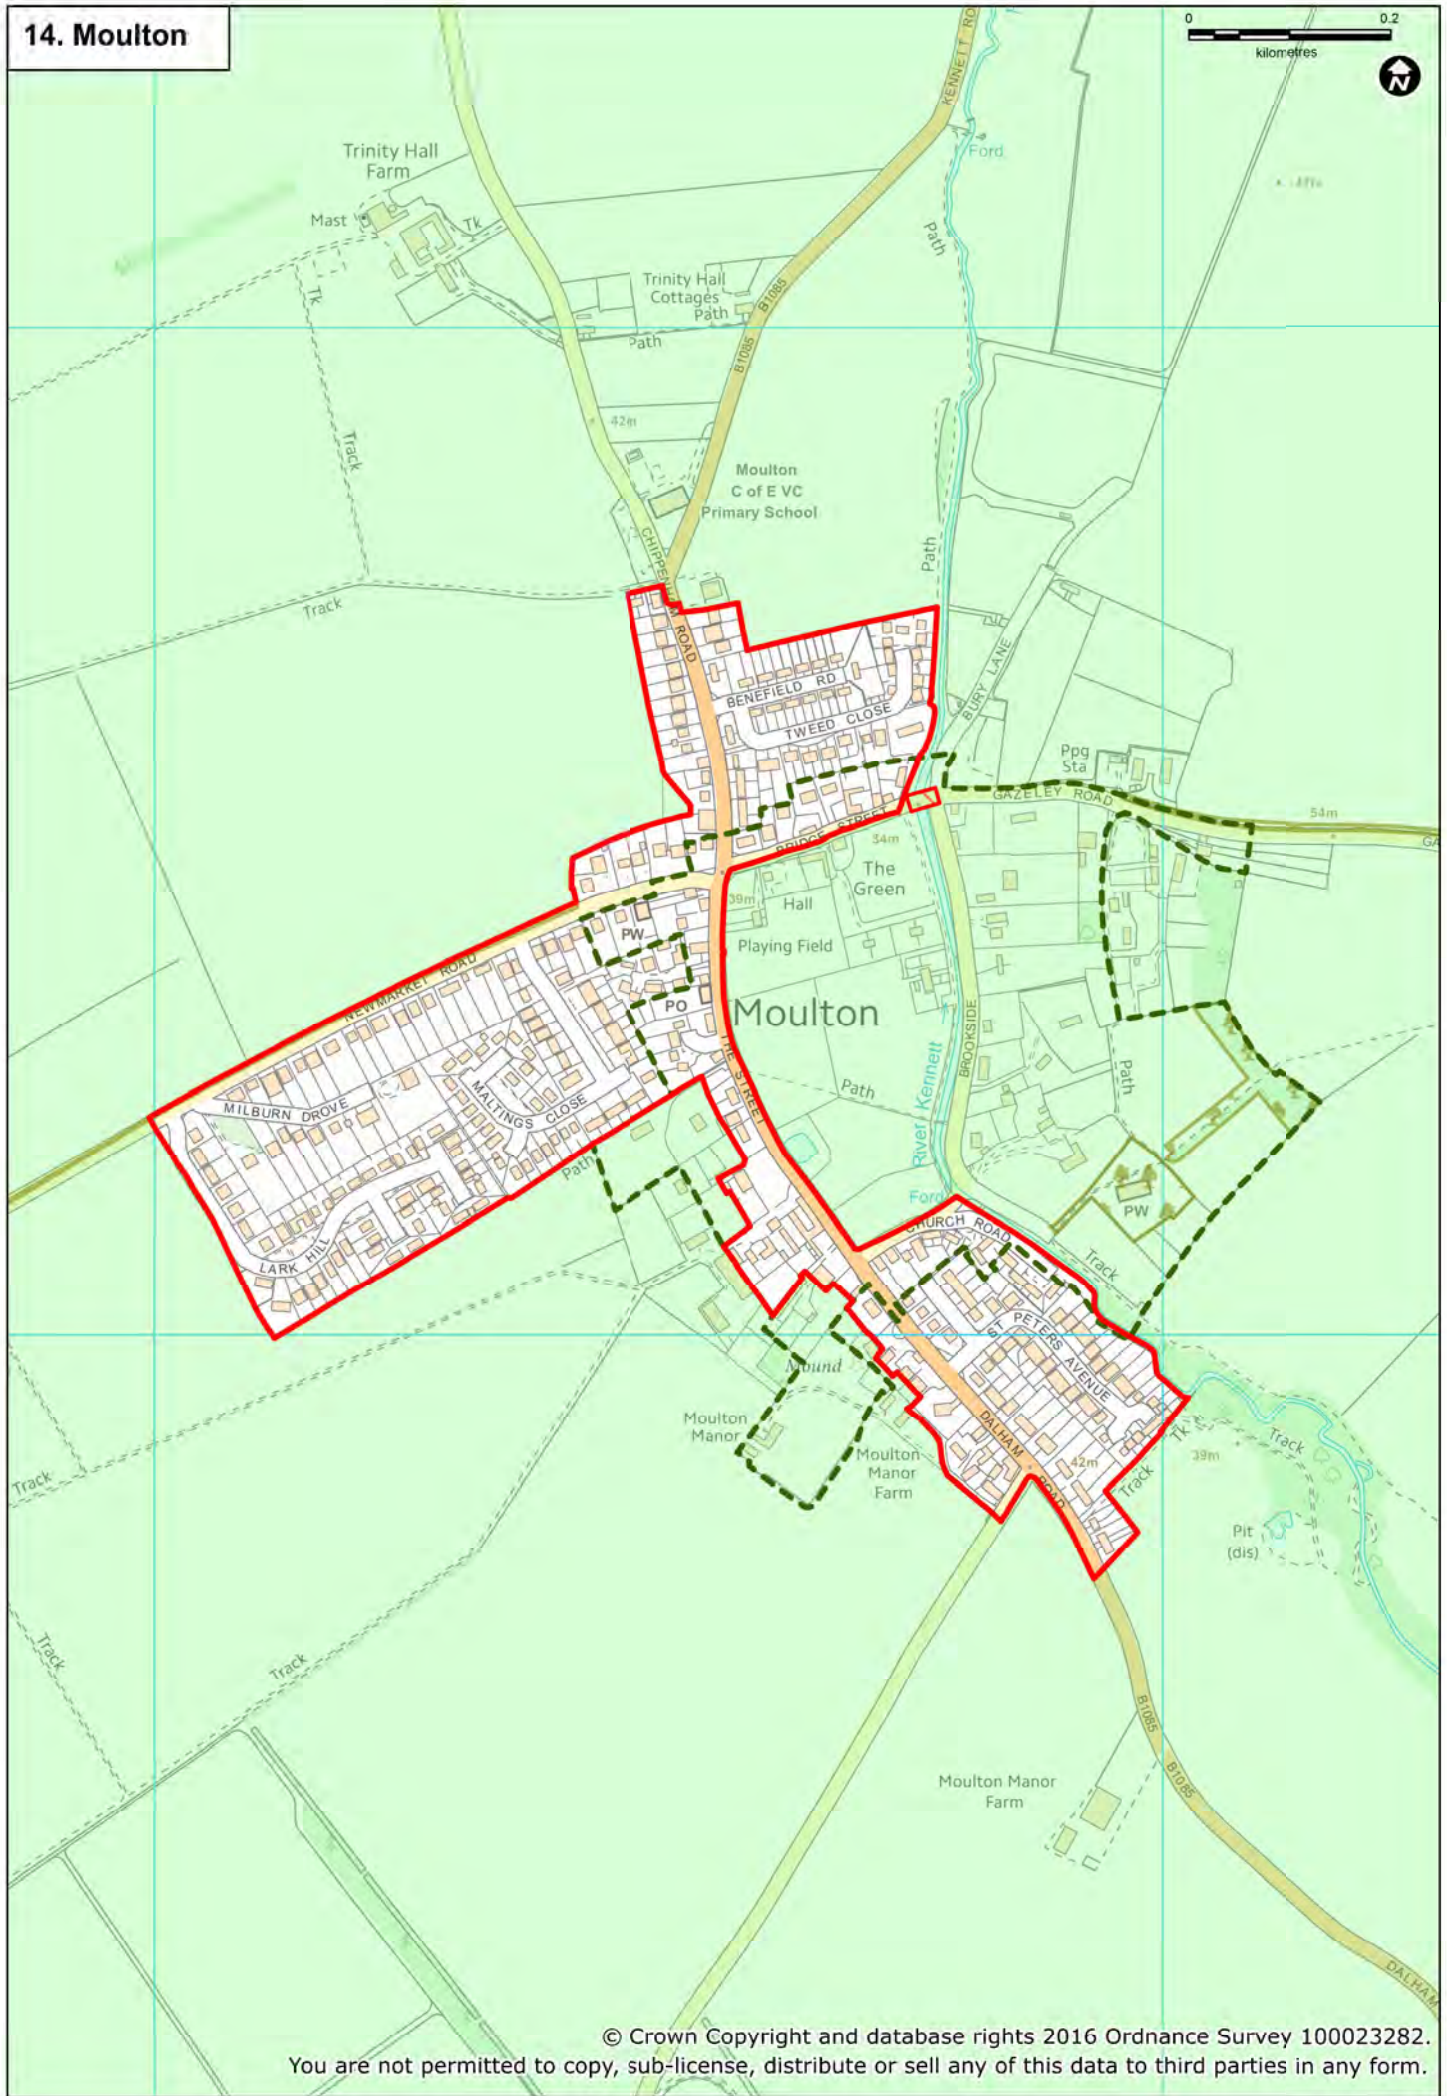 14. Moulton
0
0.2
kilometres
N
KENNETT RO
Ford
Trinity Hall
Farm
Mast
Tk
Path
Tk
Trinity Hall
Cottages
Path
B1085
Path
B1085
42m
Track
Moulton
C of E VC
Primary School
CHIPPENHAM ROAD
Path
Track
BURY LANE
BENEFIELD RD
TWEED CLOSE
Ppg
Sta
GAZELEY ROAD
54m
GA
BRIDGE STREET
34m
The
Green
39m
Hall
PW
Playing Field
NEWMARKET ROAD
PO
Moulton
THE STREET
BROOKSIDE
River Kennett
Path
Path
MILBURN DROVE
MALTINGS CLOSE
Path
Ford
PW
CHURCH ROAD
LARK HILL
Track
ST PETERS AVENUE
Mound
Moulton
Manor
DALHAM ROAD
Moulton
Manor
Farm
42m
Tk
Track
39m
Track
Track
Pit
(dis)
Track
Track
B1085
B1085
Moulton Manor
Farm
DALHAM
© Crown Copyright and database rights 2016 Ordnance Survey 100023282.
You are not permitted to copy, sub-license, distribute or sell any of this data to third parties in any form.